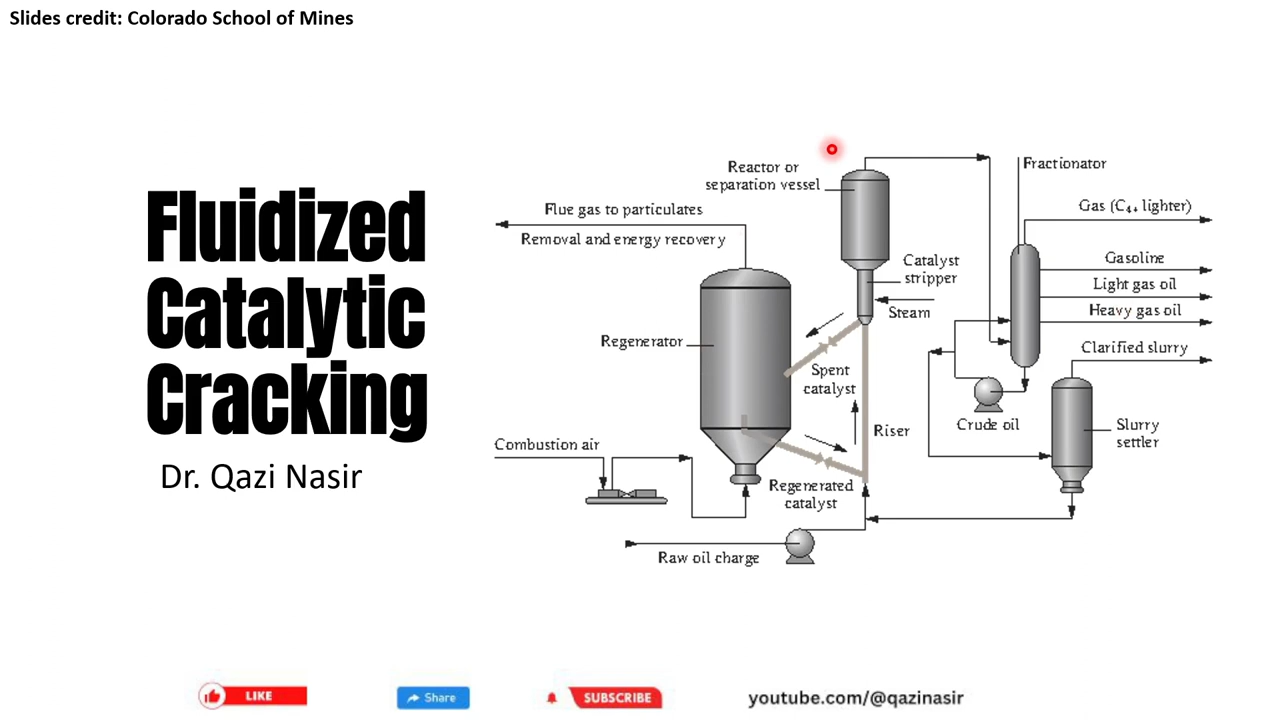 Slides credit: Colorado School of Mines
Fluidized
Catalytic
Cracking
Dr. Qazi Nasir
Reactor or
separation vessel
Fractionator
Flue gas to particulates
Removal and energy recovery
Gas (C₄, lighter)
Catalyst
stripper
Steam
Gasoline
Light gas oil
Heavy gas oil
Regenerator
Spent
catalyst
Clarified slurry
Crude oil
Riser
Slurry
settler
Combustion air
Regenerated
catalyst
Raw oil charge
LIKE
Share
SUBSCRIBE
youtube.com/@qazinasir